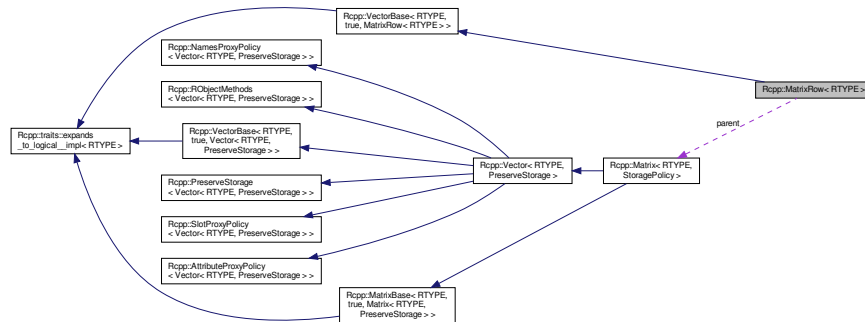 Rcpp::VectorBase< RTYPE,
true, MatrixRow< RTYPE > >
Rcpp::NamesProxyPolicy
< Vector< RTYPE, PreserveStorage > >
Rcpp::RObjectMethods
< Vector< RTYPE, PreserveStorage > >
Rcpp::MatrixRow< RTYPE >
parent
Rcpp::traits::expands
_to_logical__impl< RTYPE >
Rcpp::VectorBase< RTYPE,
true, Vector< RTYPE,
PreserveStorage > >
Rcpp::Vector< RTYPE,
PreserveStorage >
Rcpp::Matrix< RTYPE,
StoragePolicy >
Rcpp::PreserveStorage
< Vector< RTYPE, PreserveStorage > >
Rcpp::SlotProxyPolicy
< Vector< RTYPE, PreserveStorage > >
Rcpp::AttributeProxyPolicy
< Vector< RTYPE, PreserveStorage > >
Rcpp::MatrixBase< RTYPE,
true, Matrix< RTYPE,
PreserveStorage > >